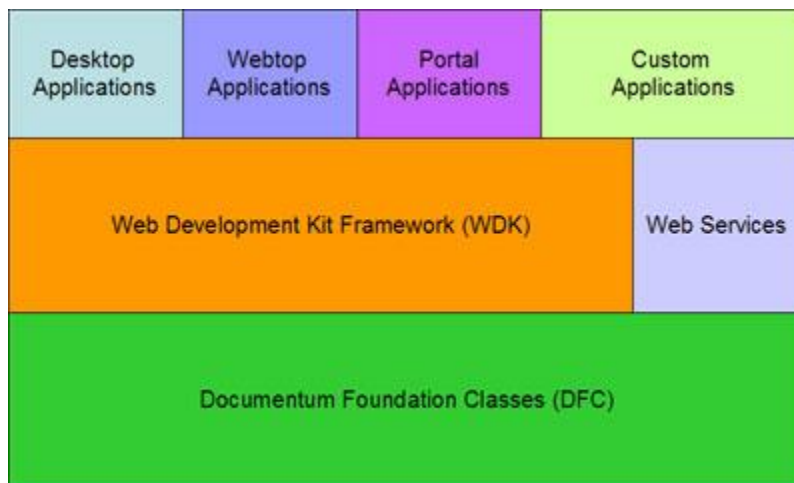 Desktop
Applications
Webtop
Applications
Portal
Applications
Custom
Applications
Web Development Kit Framework (WDK)
Web Services
Documentum Foundation Classes (DFC)